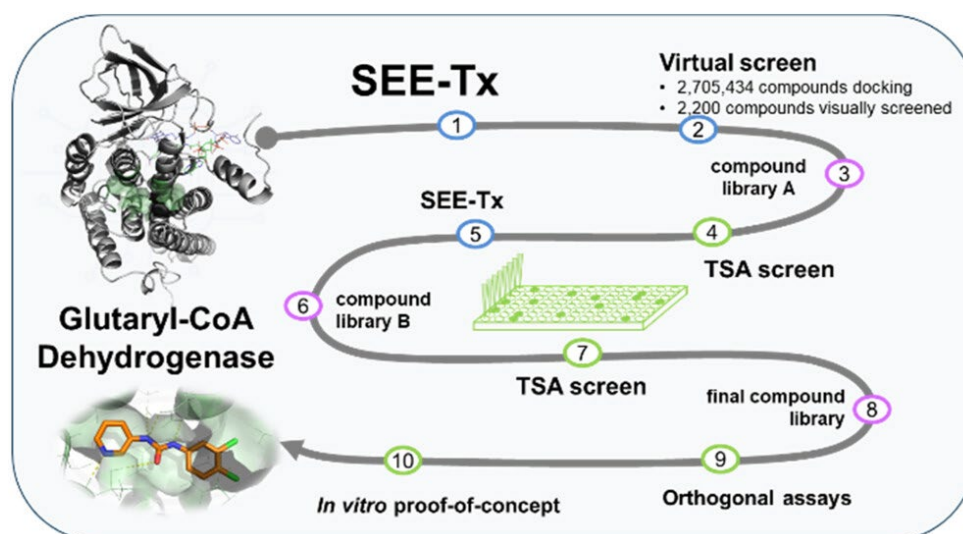 SEE-Tx
Virtual screen
• 2,705,434 compounds docking
• 2,200 compounds visually screened
1
2
compound
library A
3
SEE-Tx
5
4
TSA screen
6
compound
library B
Glutaryl-CoA
Dehydrogenase
7
TSA screen
final compound
library
8
10
9
In vitro proof-of-concept
Orthogonal assays